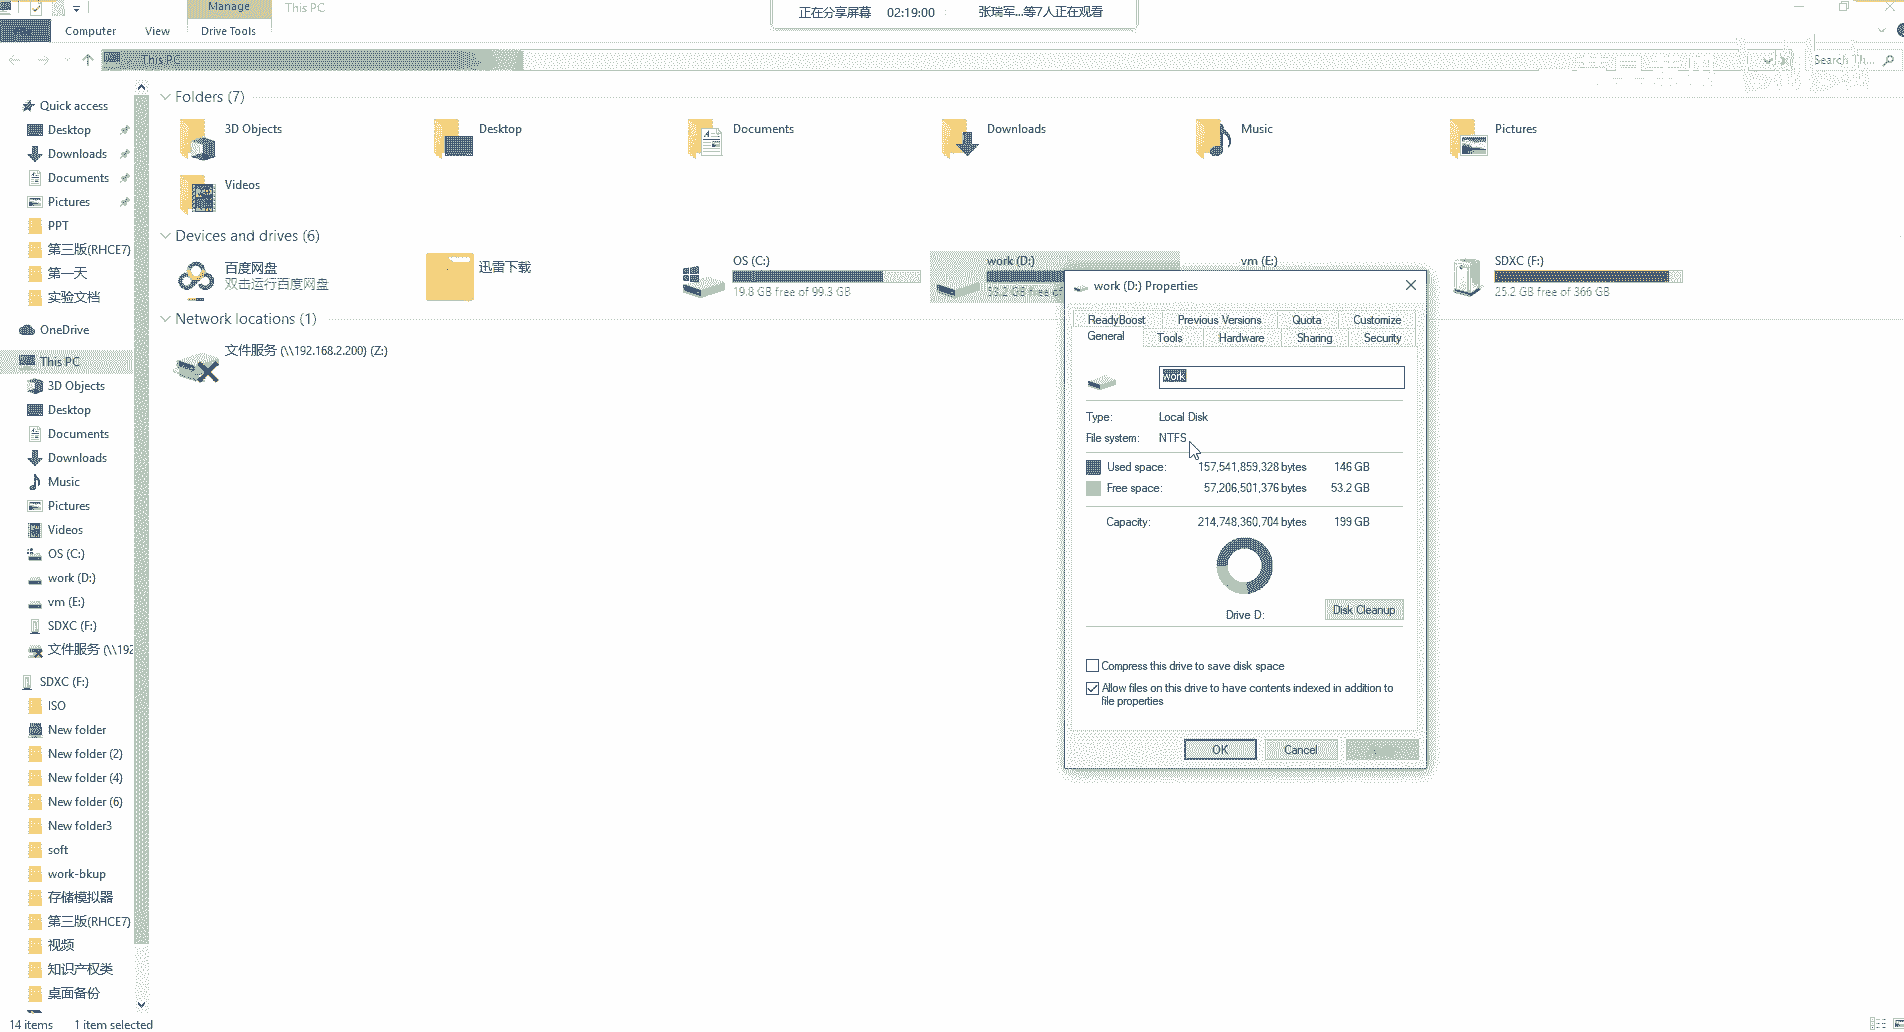 Manage
This PC
正在分享屏幕 02:19:00 张瑞军...等7人正在观看
Computer
View
Drive Tools
This PC
Search Th...
Quick access
Desktop
Downloads
Documents
Pictures
PPT
第三版(RHCE7)
第一天
实验文档
OneDrive
This PC
3D Objects
Desktop
Documents
Downloads
Music
Pictures
Videos
OS (C:)
work (D:)
vm (E:)
SDXC (F:)
文件服务 (\\192
SDXC (F:)
ISO
New folder
New folder (2)
New folder (4)
New folder (6)
New folder3
soft
work-bkup
存储模拟器
第三版(RHCE7)
视频
知识产权类
桌面备份
Folders (7)
3D Objects
Desktop
Documents
Downloads
Music
Pictures
Videos
Devices and drives (6)
百度网盘
双击运行百度网盘
迅雷下载
OS (C:)
19.8 GB free of 99.3 GB
work (D:)
53.2 GB free of
vm (E:)
SDXC (F:)
25.2 GB free of 366 GB
Network locations (1)
文件服务 (\\192.168.2.200) (Z:)
work (D:) Properties
ReadyBoost
Previous Versions
Quota
Customize
General
Tools
Hardware
Sharing
Security
work
Type: Local Disk
File system: NTFS
Used space: 157,541,859,328 bytes 146 GB
Free space: 57,206,501,376 bytes 53.2 GB
Capacity: 214,748,360,704 bytes 199 GB
Drive D:
Disk Cleanup
Compress this drive to save disk space
Allow files on this drive to have contents indexed in addition to
file properties
OK
Cancel
14 items 1 item selected